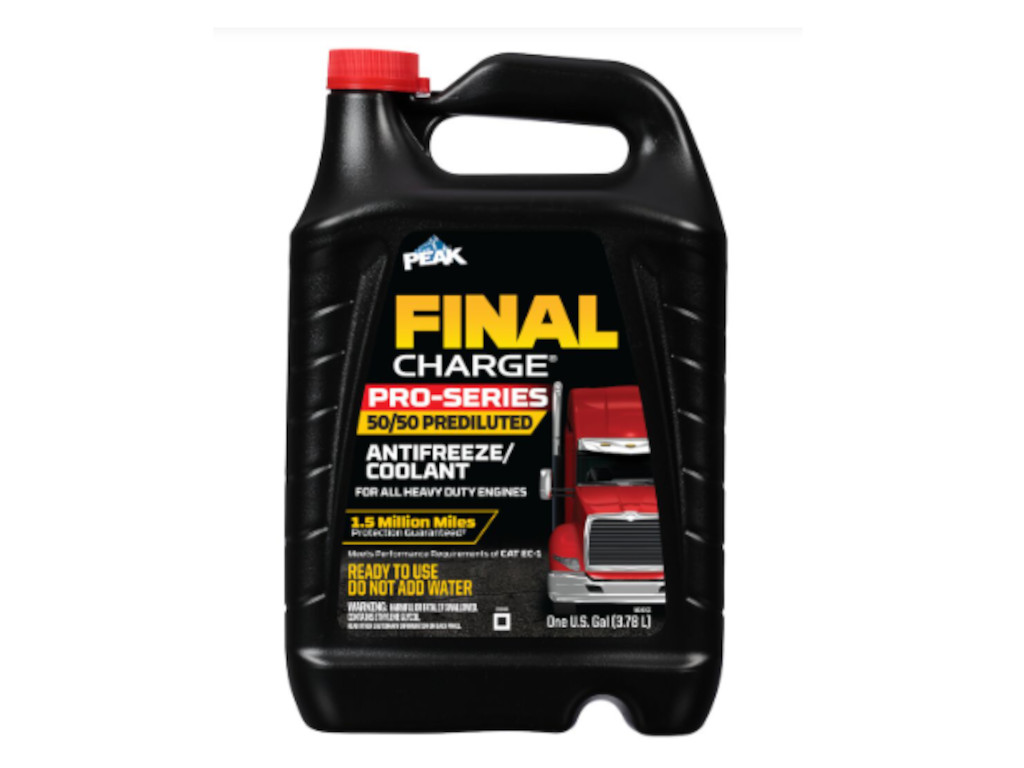 PEAK
FINAL
CHARGE®
PRO-SERIES
50/50 PREDILUTED
ANTIFREEZE/
COOLANT
FOR ALL HEAVY DUTY ENGINES
1.5 Million Miles
Protection Guaranteed†
Meets Performance Requirements of CAT EC-1
READY TO USE
DO NOT ADD WATER
WARNING: HARMFUL OR FATAL IF SWALLOWED.
CONTAINS ETHYLENE GLYCOL.
One U.S. Gal (3.78 L)